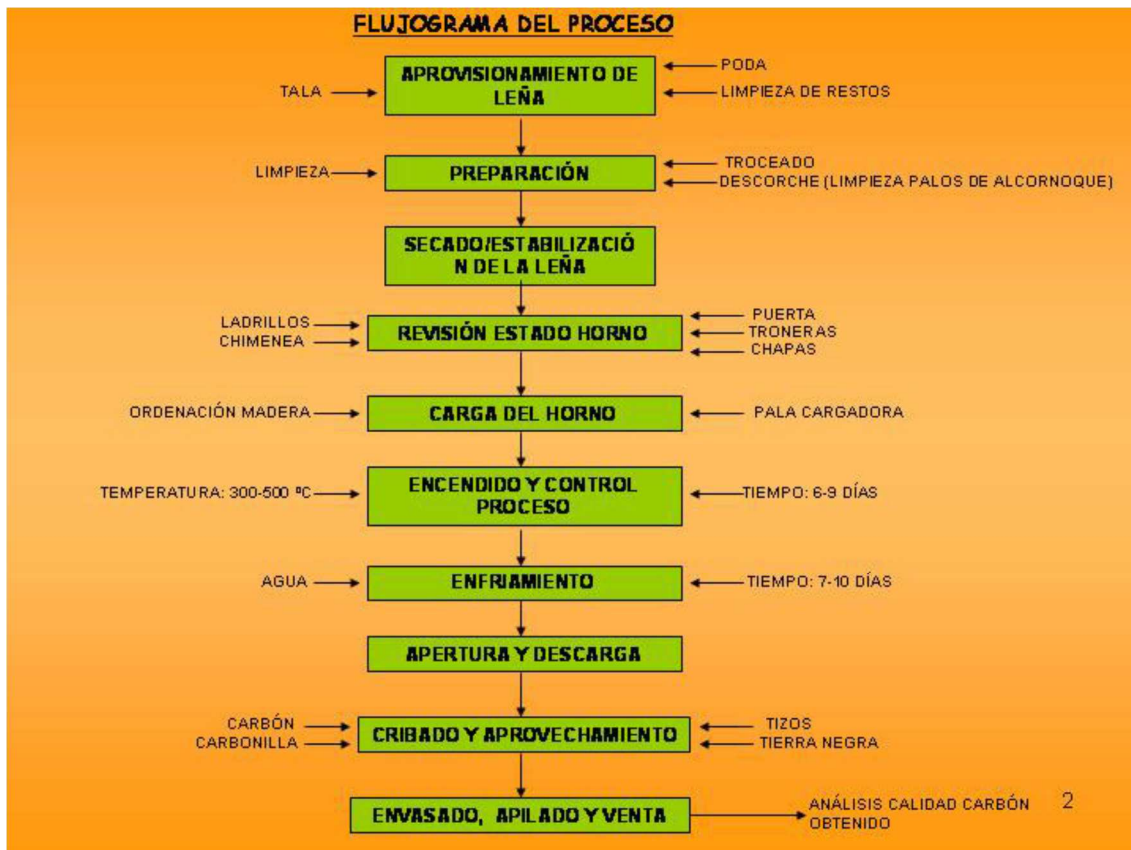 FLUJOGRAMA DEL PROCESO
APROVISIONAMIENTO DE
LEÑA
TALA
PODA
LIMPIEZA DE RESTOS
PREPARACIÓN
LIMPIEZA
TROCEADO
DESCORCHE (LIMPIEZA PALOS DE ALCORNOQUE)
SECADO/ESTABILIZACIÓ
N DE LA LEÑA
REVISIÓN ESTADO HORNO
LADRILLOS
CHIMENEA
PUERTA
TRONERAS
CHAPAS
ORDENACIÓN MADERA
CARGA DEL HORNO
PALA CARGADORA
TEMPERATURA: 300-500 ºC
ENCENDIDO Y CONTROL
PROCESO
TIEMPO: 6-9 DÍAS
AGUA
ENFRIAMIENTO
TIEMPO: 7-10 DÍAS
APERTURA Y DESCARGA
CARBÓN
CARBONILLA
CRIBADO Y APROVECHAMIENTO
TIZOS
TIERRA NEGRA
ENVASADO, APILADO Y VENTA
ANÁLISIS CALIDAD CARBÓN
OBTENIDO
2